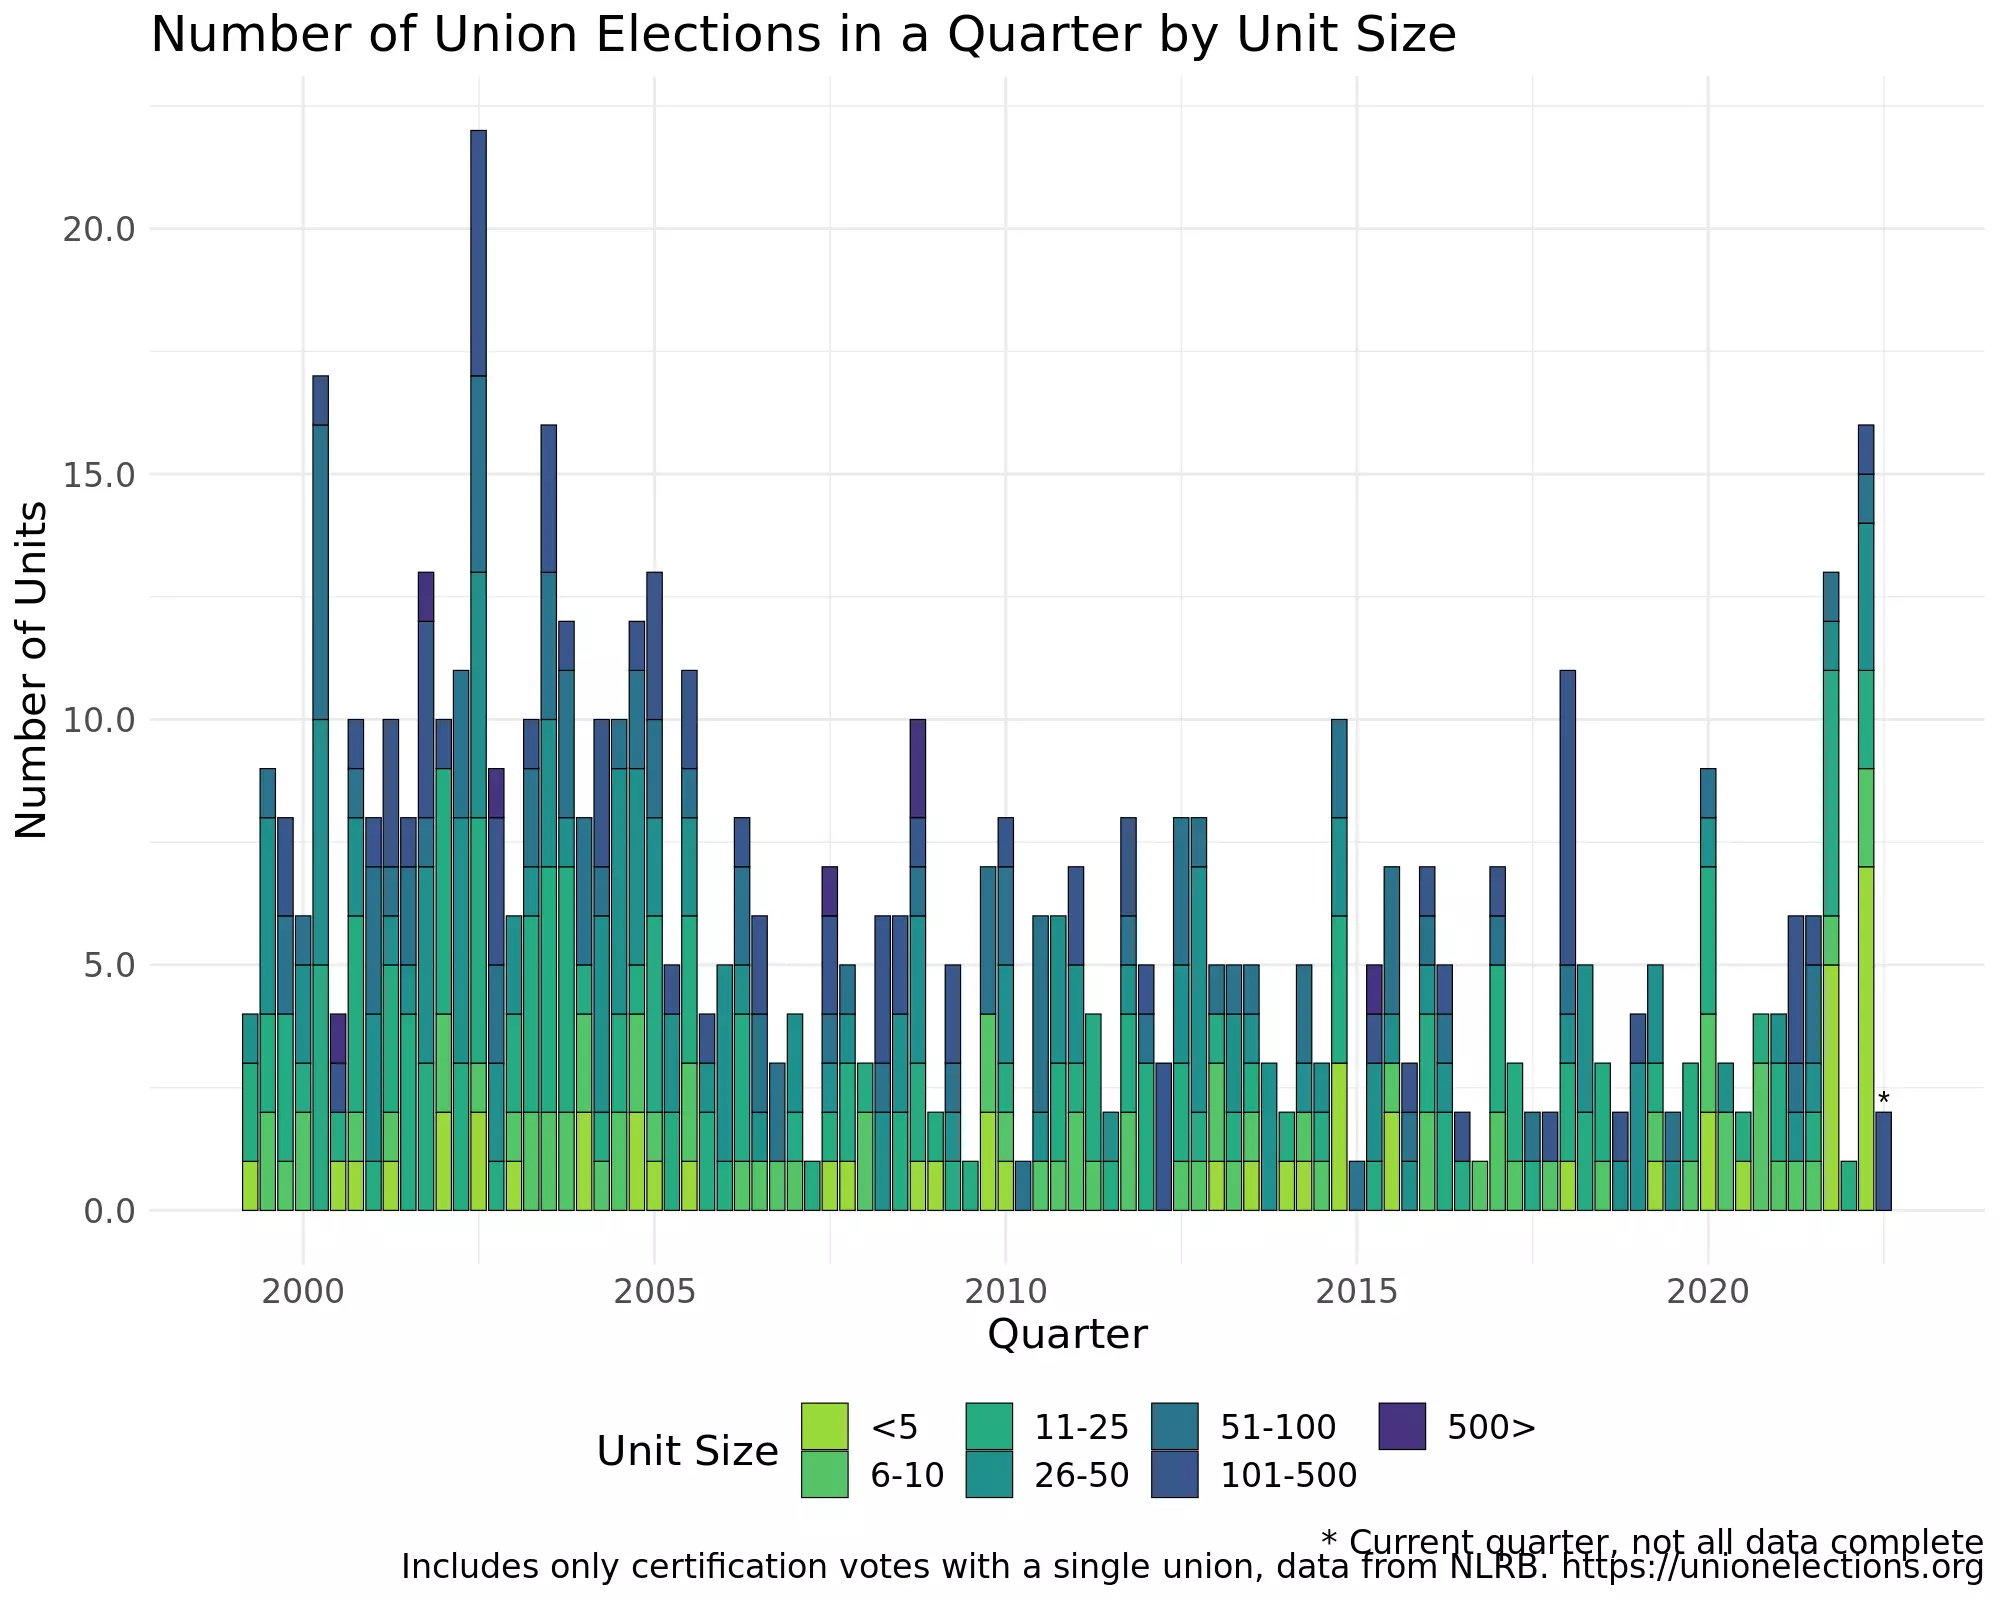 Number of Union Elections in a Quarter by Unit Size
Number of Units
20.0
15.0
10.0
5.0
0.0
*
2000 2005 2010 2015 2020
Quarter
Unit Size
<5 11-25 51-100 500>
6-10 26-50 101-500
* Current quarter, not all data complete
Includes only certification votes with a single union, data from NLRB. https://unionelections.org